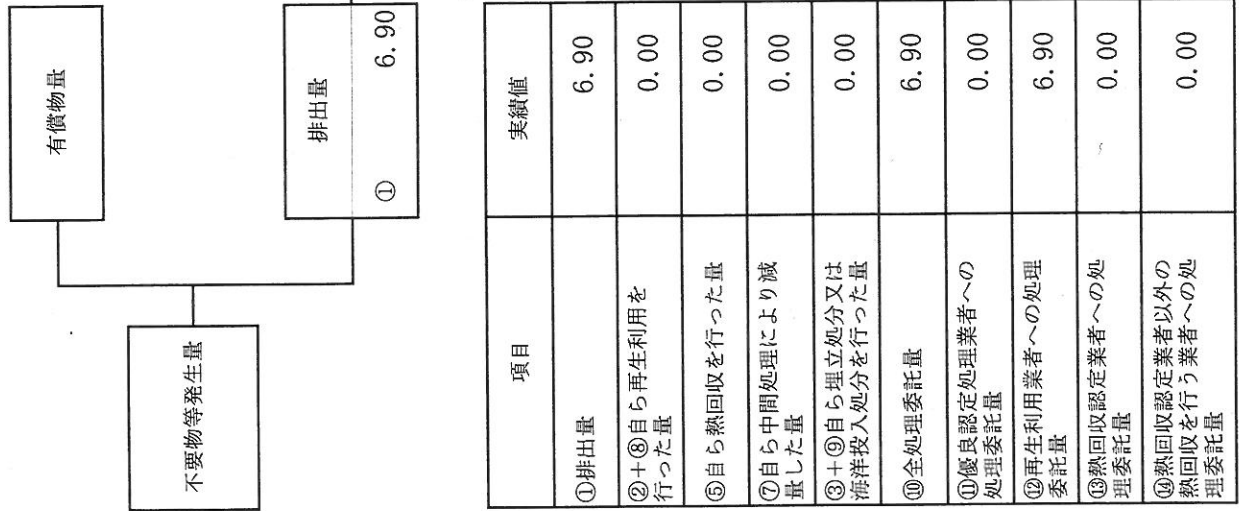 不要物等発生量
有償物量
排出量
① 6.90
項目 実績値
①排出量 6.90
②+⑧自ら再生利用を
行った量 0.00
⑤自ら熱回収を行った量 0.00
⑦自ら中間処理により減
量した量 0.00
③+⑨自ら埋立処分又は
海洋投入処分を行った量 0.00
⑩全処理委託量 6.90
⑪優良認定処理業者への
処理委託量 0.00
⑫再生利用業者への処理
委託量 6.90
⑬熱回収認定業者への処
理委託量 0.00
⑭熱回収認定業者以外の
熱回収を行う業者への処
理委託量 0.00